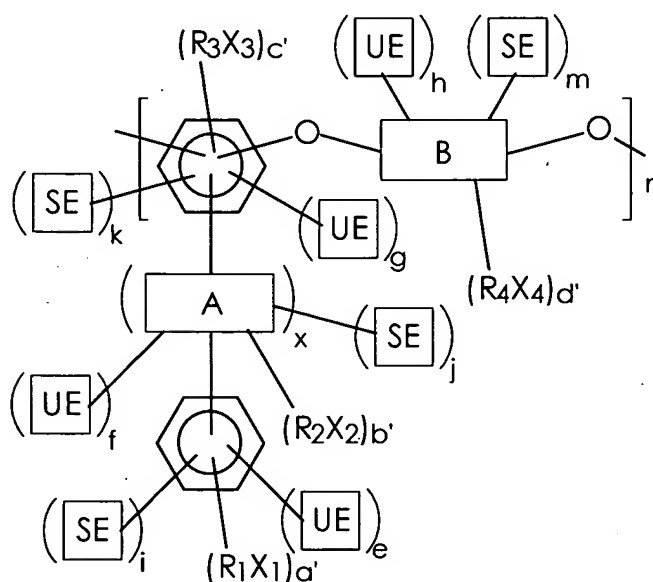 (R3X3)c' (UE)h (SE)m
[ O B O ]n
(SE)k (UE)g
(R4X4)d'
(A)x (SE)j
(UE)f (R2X2)b'
(SE)i (UE)e
(R1X1)a'